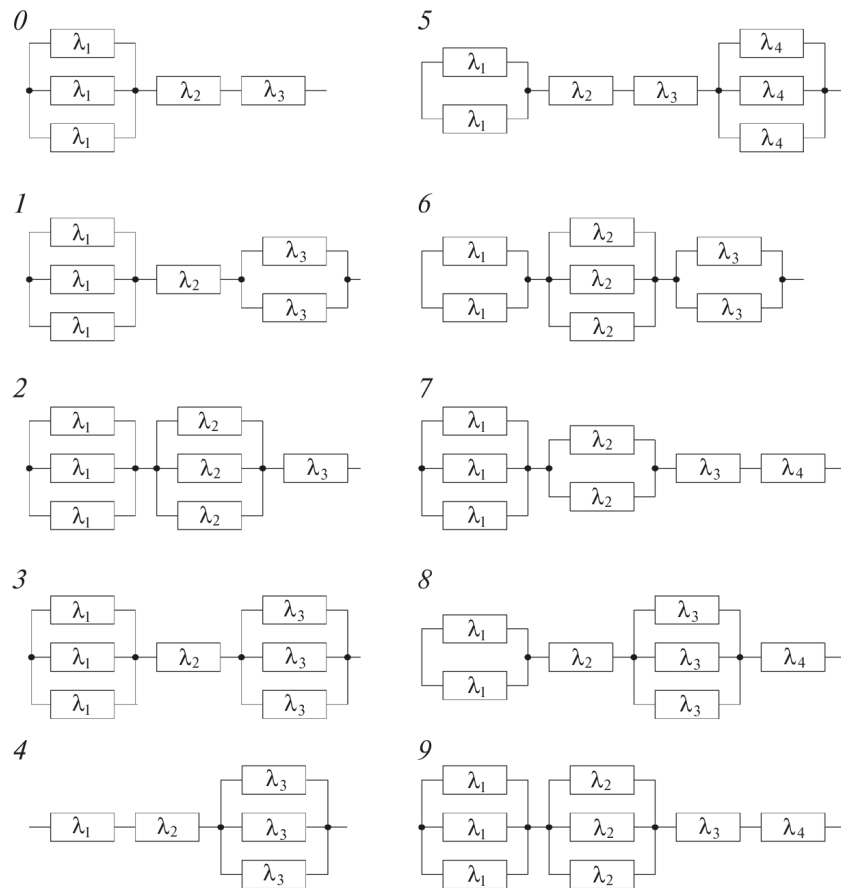 0
λ₁
λ₁ λ₂ λ₃
λ₁
1
λ₁
λ₃
λ₁ λ₂
λ₃
λ₁
2
λ₁ λ₂
λ₁ λ₂ λ₃
λ₁ λ₂
3
λ₁ λ₃
λ₁ λ₂ λ₃
λ₁ λ₃
4
λ₃
λ₁ λ₂ λ₃
λ₃
5
λ₄
λ₁
λ₂ λ₃ λ₄
λ₁
λ₄
6
λ₂
λ₁ λ₃
λ₂
λ₁ λ₃
λ₂
7
λ₁
λ₂
λ₁ λ₃ λ₄
λ₂
λ₁
8
λ₃
λ₁
λ₂ λ₃ λ₄
λ₁
λ₃
9
λ₁ λ₂
λ₁ λ₂ λ₃ λ₄
λ₁ λ₂